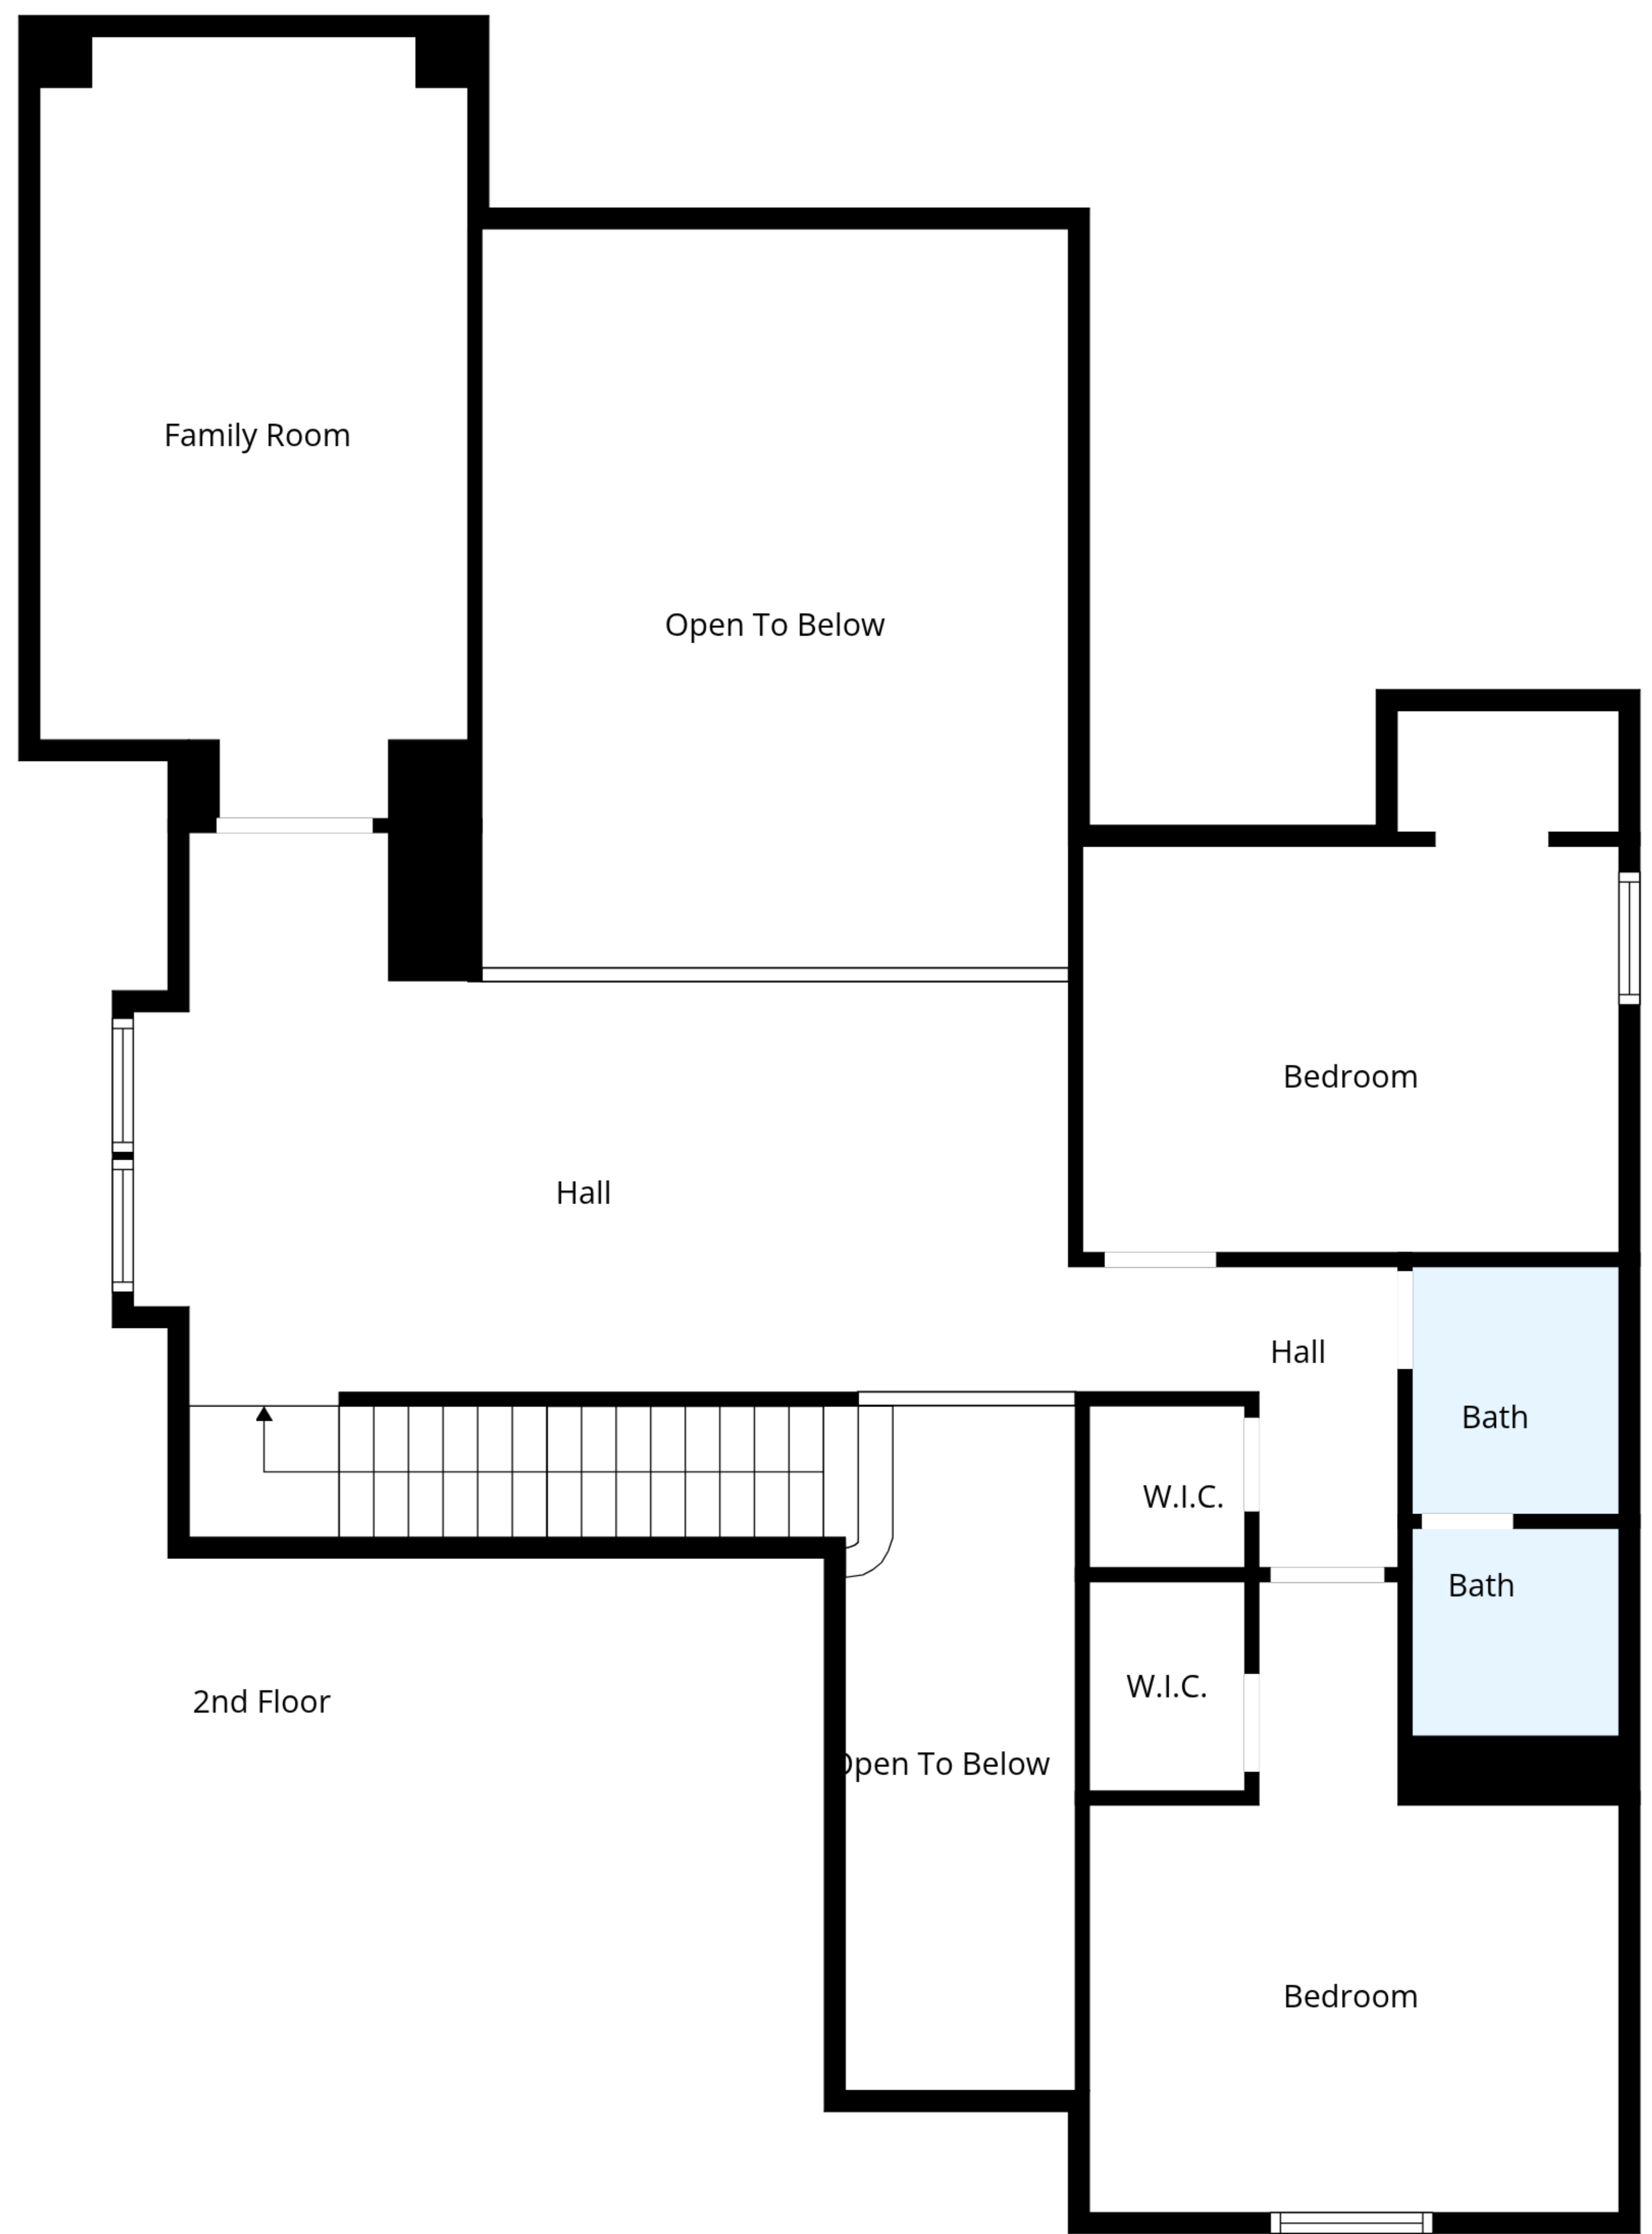 Family Room
Open To Below
Bedroom
Hall
Hall
Bath
W.I.C.
Bath
W.I.C.
2nd Floor
Open To Below
Bedroom